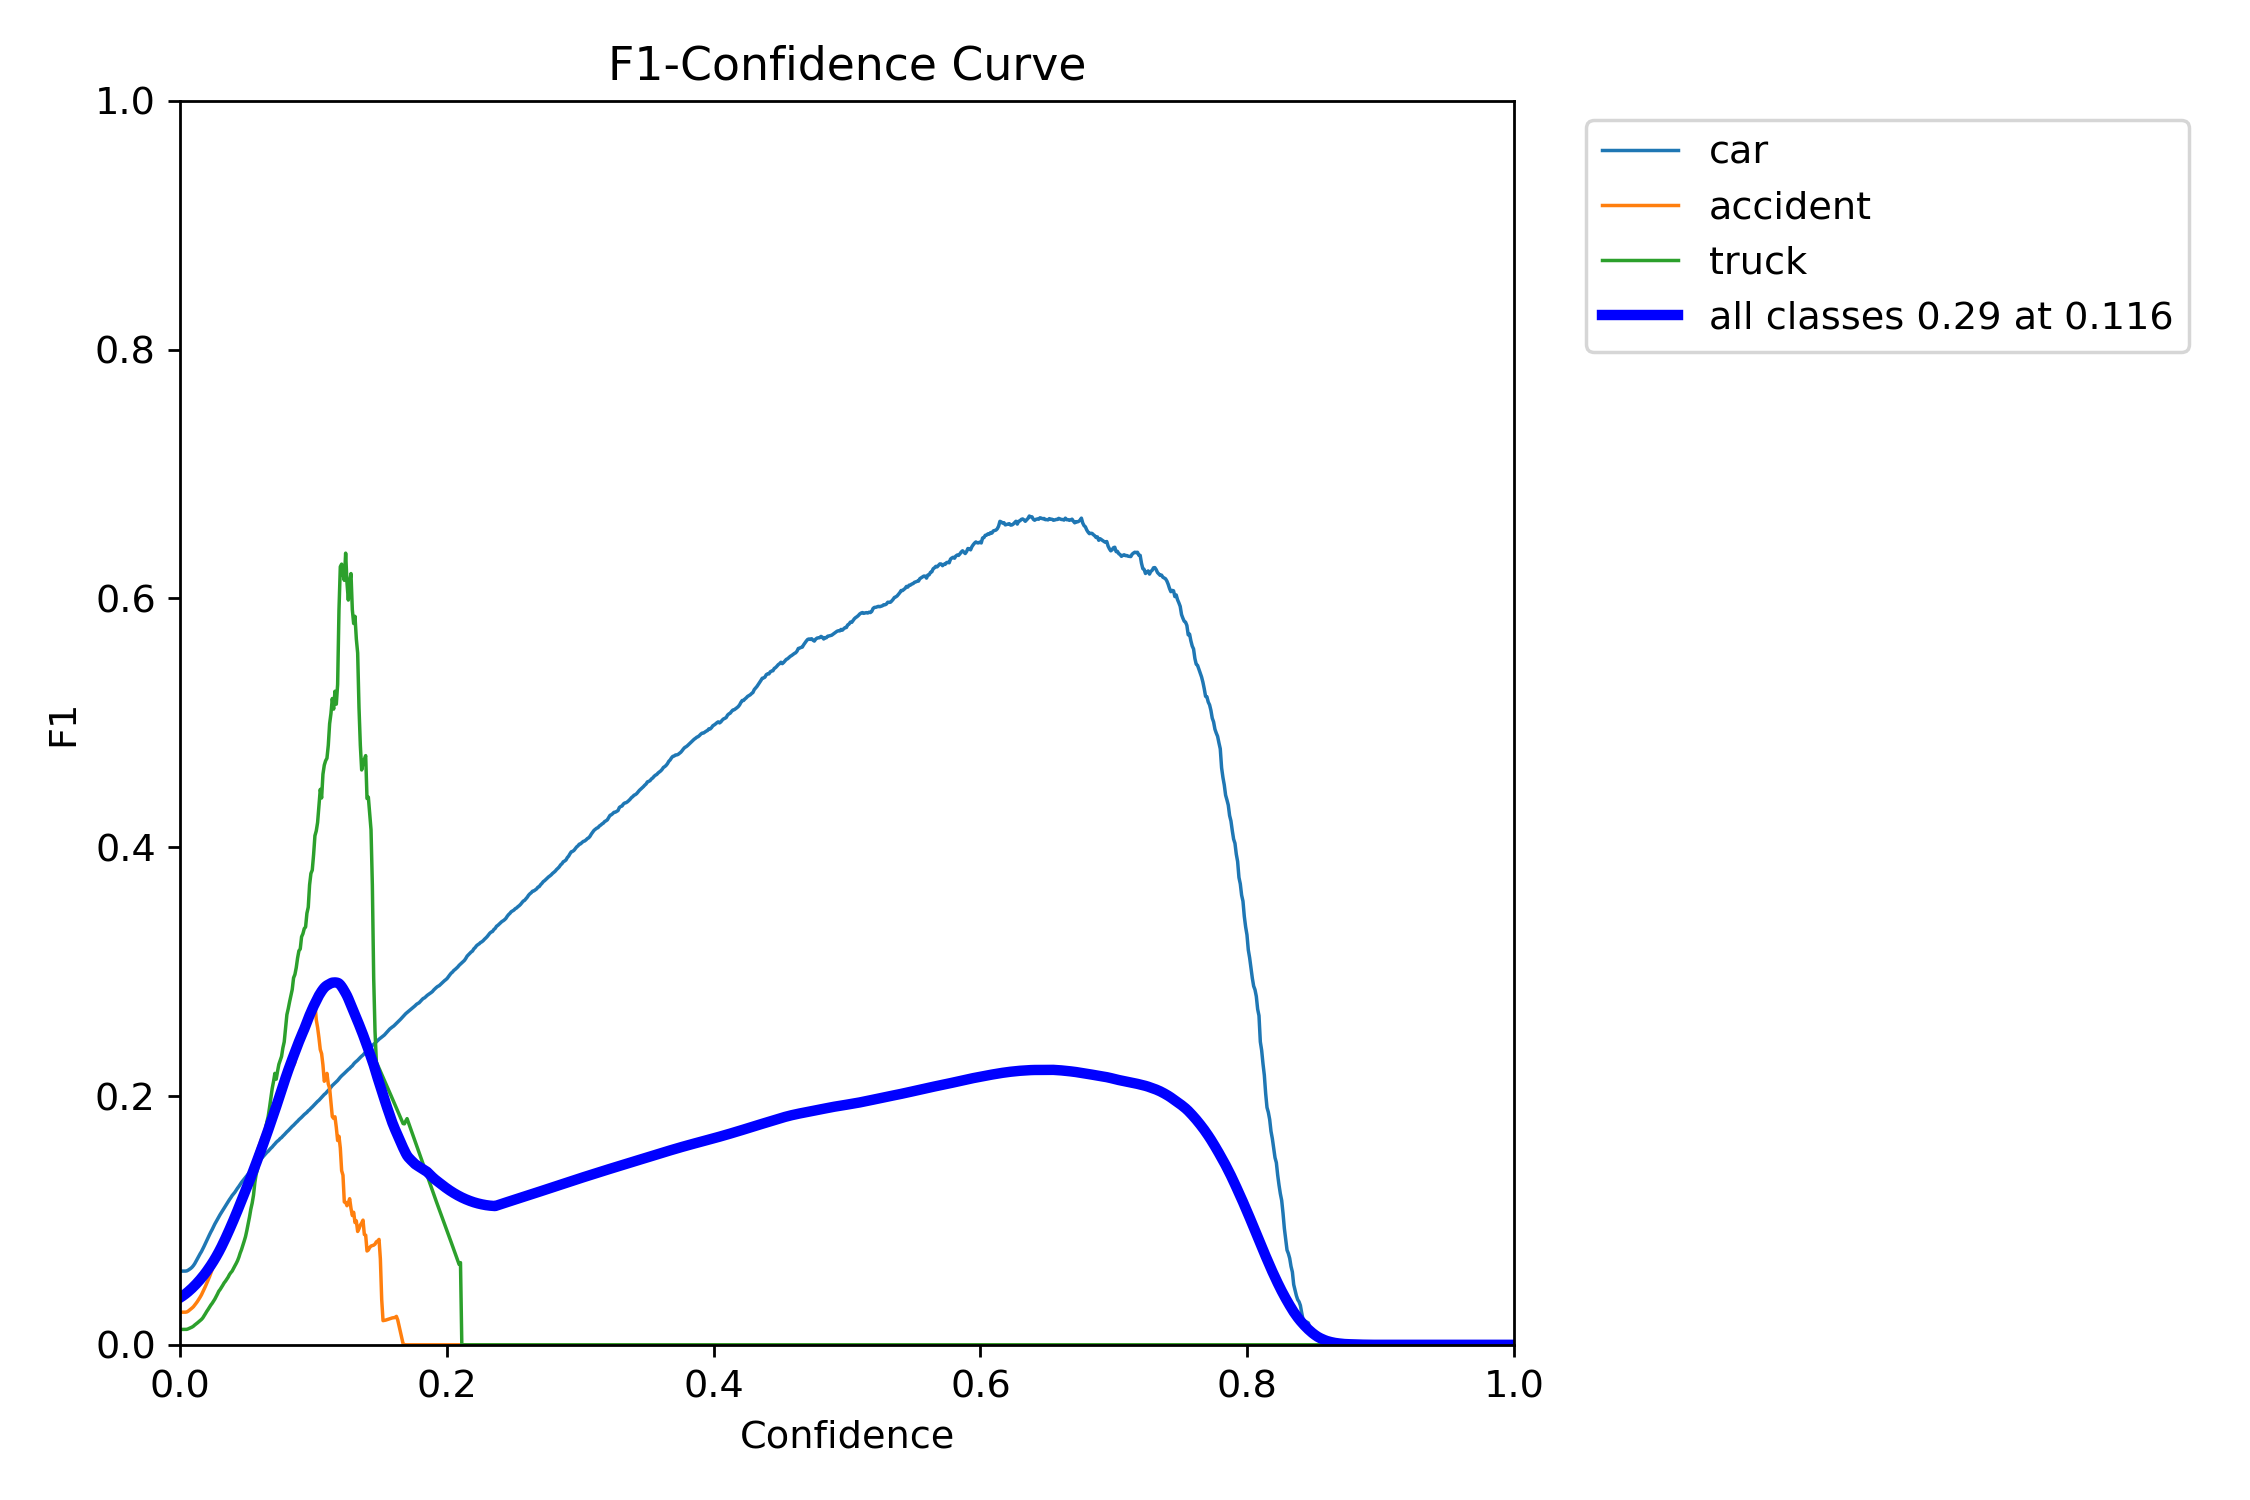 F1-Confidence Curve
1.0
0.8
0.6
0.4
0.2
0.0
F1
0.0 0.2 0.4 0.6 0.8 1.0
Confidence
car
accident
truck
all classes 0.29 at 0.116